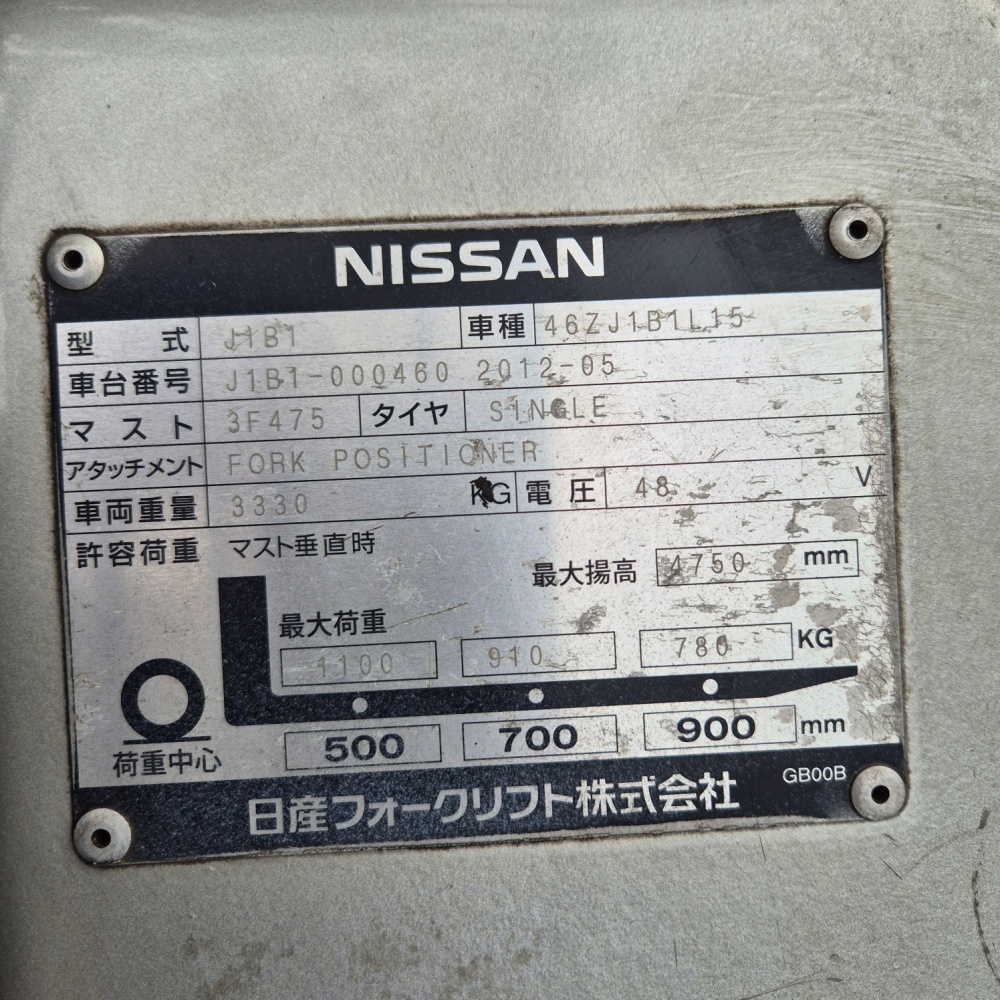 NISSAN
型 式 J1B1 車種 46ZJ1B1L15
車台番号 J1B1-000460 2012-05
マスト 3F475 タイヤ SINGLE
アタッチメント FORK POSITIONER
車両重量 3330 KG 電圧 48 V
許容荷重 マスト垂直時
最大揚高 4750 mm
最大荷重
1100 910 780 KG
500 700 900 mm
荷重中心
GB00B
日産フォークリフト株式会社